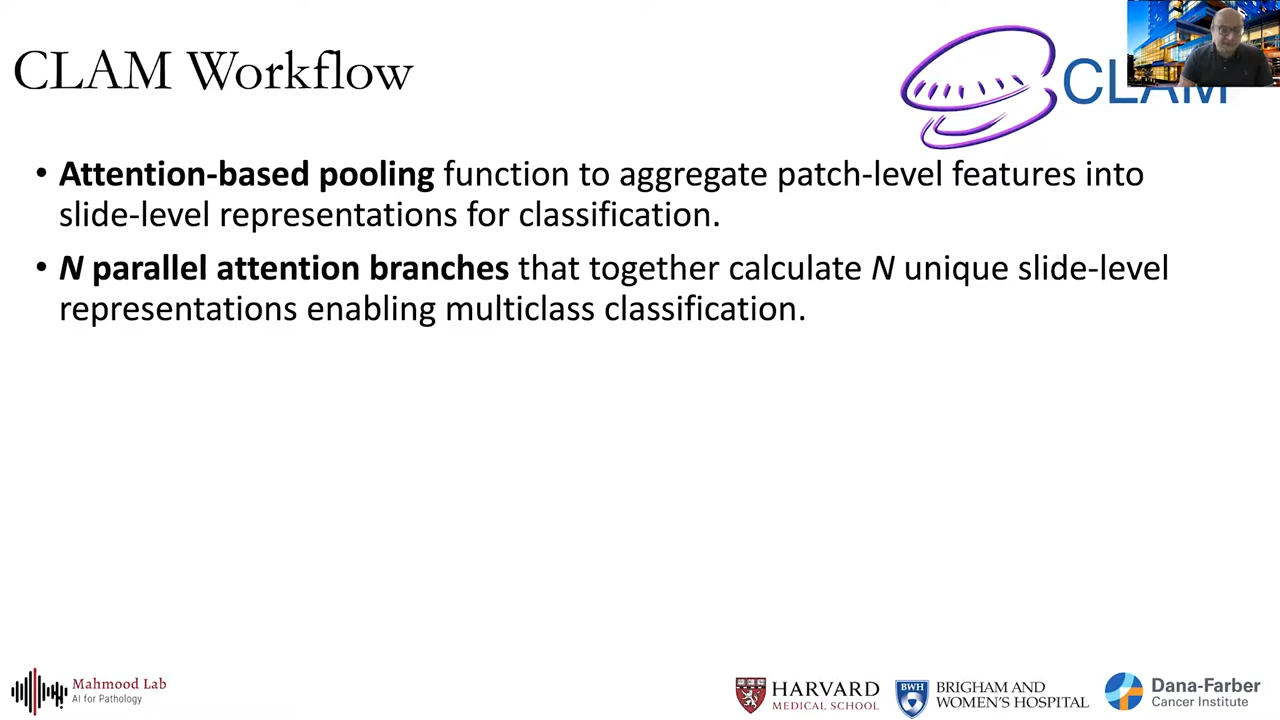 CLAM Workflow
CLAM
• Attention-based pooling function to aggregate patch-level features into
slide-level representations for classification.
• N parallel attention branches that together calculate N unique slide-level
representations enabling multiclass classification.
Mahmood Lab
AI for Pathology
HARVARD
MEDICAL SCHOOL
BWH
BRIGHAM AND
WOMEN'S HOSPITAL
Dana-Farber
Cancer Institute